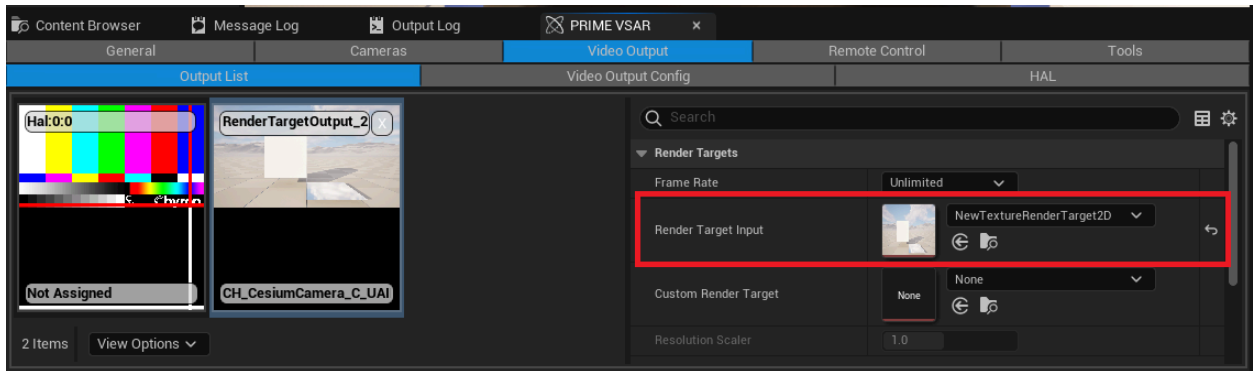 Content Browser
Message Log
Output Log
PRIME VSAR
General
Cameras
Video Output
Remote Control
Tools
Output List
Video Output Config
HAL
Hal:0:0
Not Assigned
RenderTargetOutput_2
X
CH_CesiumCamera_C_UAI
2 Items
View Options
Search
Render Targets
Frame Rate
Unlimited
Render Target Input
NewTextureRenderTarget2D
Custom Render Target
None
None
Resolution Scaler
1.0